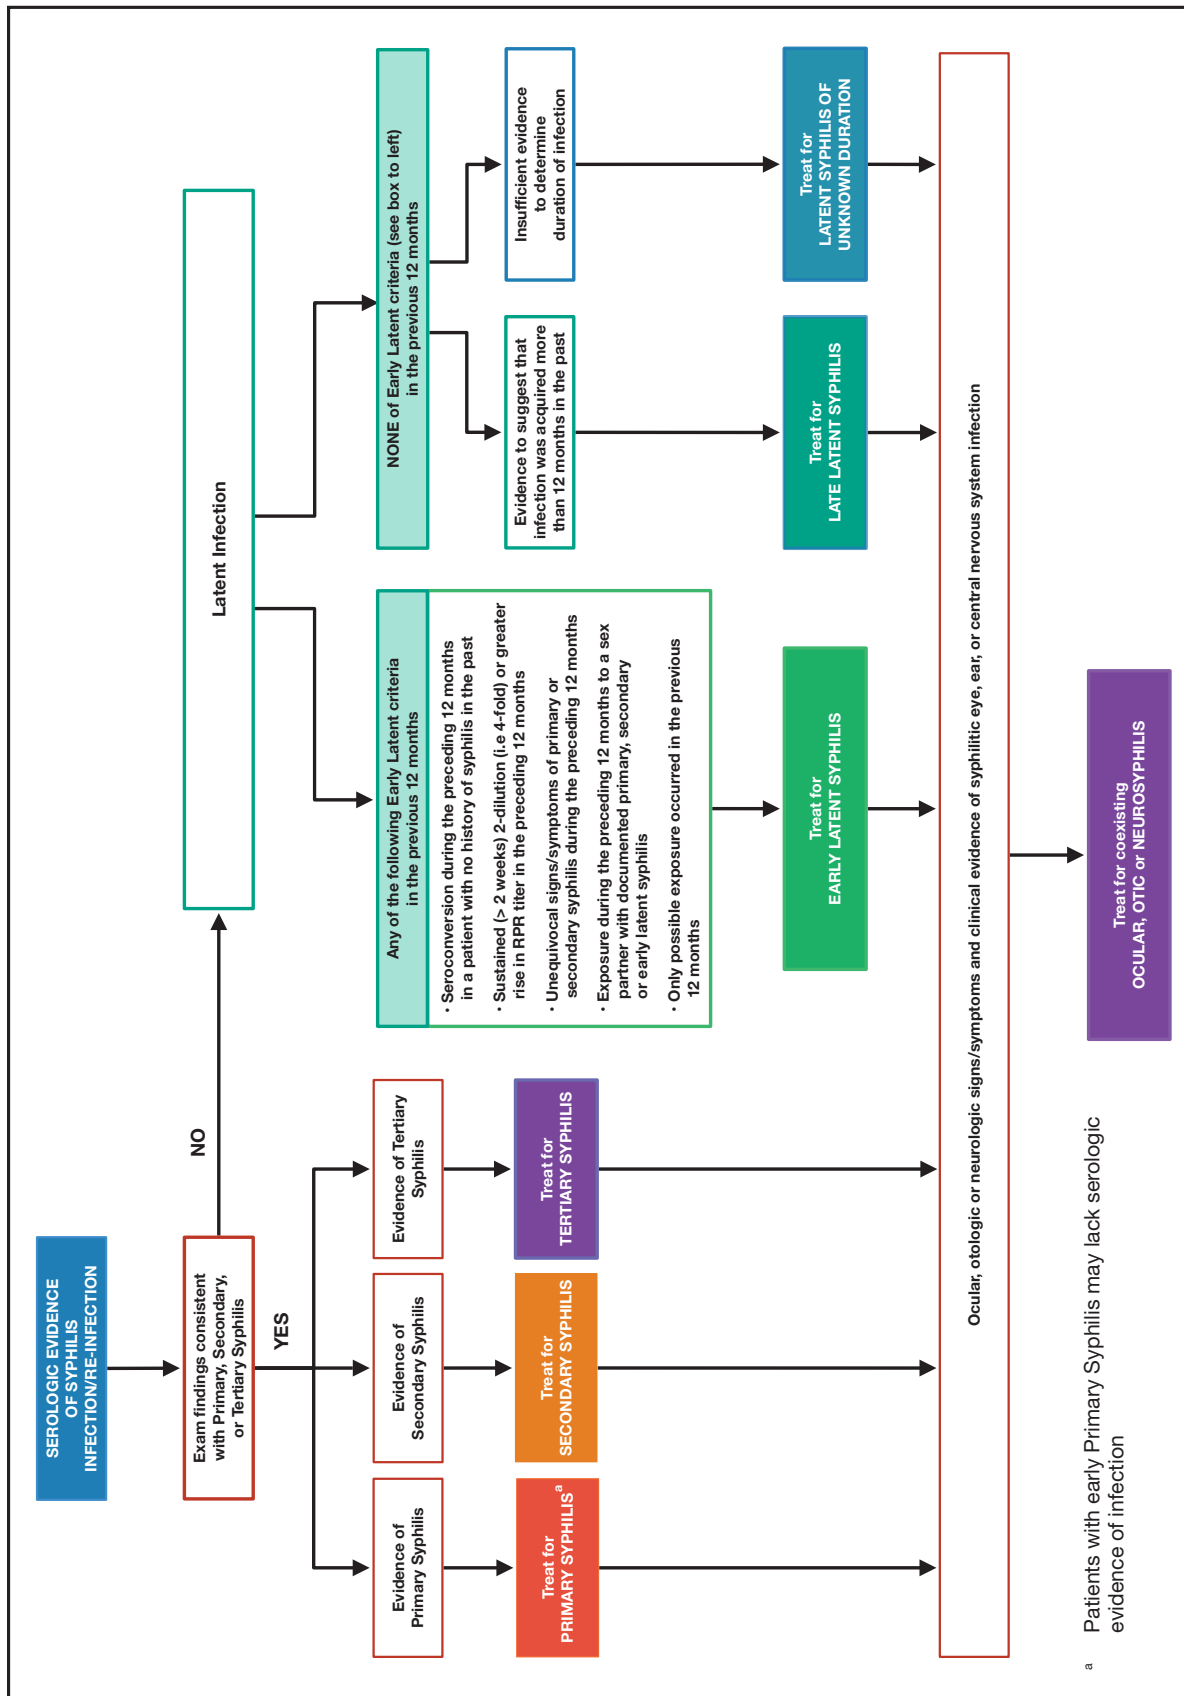 SEROLOGIC EVIDENCE
OF SYPHILIS
INFECTION/RE-INFECTION
Exam findings consistent
with Primary, Secondary,
or Tertiary Syphilis
NO
YES
Latent Infection
Evidence of
Primary Syphilis
Evidence of
Secondary Syphilis
Evidence of Tertiary
Syphilis
Any of the following Early Latent criteria
in the previous 12 months
· Seroconversion during the preceding 12 months
in a patient with no history of syphilis in the past
· Sustained (> 2 weeks) 2-dilution (i.e 4-fold) or greater
rise in RPR titer in the preceding 12 months
· Unequivocal signs/symptoms of primary or
secondary syphilis during the preceding 12 months
· Exposure during the preceding 12 months to a sex
partner with documented primary, secondary
or early latent syphilis
· Only possible exposure occurred in the previous
12 months
NONE of Early Latent criteria (see box to left)
in the previous 12 months
Evidence to suggest that
infection was acquired more
than 12 months in the past
Insufficient evidence
to determine
duration of infection
Treat for
PRIMARY SYPHILISa
Treat for
SECONDARY SYPHILIS
Treat for
TERTIARY SYPHILIS
Treat for
EARLY LATENT SYPHILIS
Treat for
LATE LATENT SYPHILIS
Treat for
LATENT SYPHILIS OF
UNKNOWN DURATION
Ocular, otologic or neurologic signs/symptoms and clinical evidence of syphilitic eye, ear, or central nervous system infection
Treat for coexisting
OCULAR, OTIC or NEUROSYPHILIS
a Patients with early Primary Syphilis may lack serologic
evidence of infection